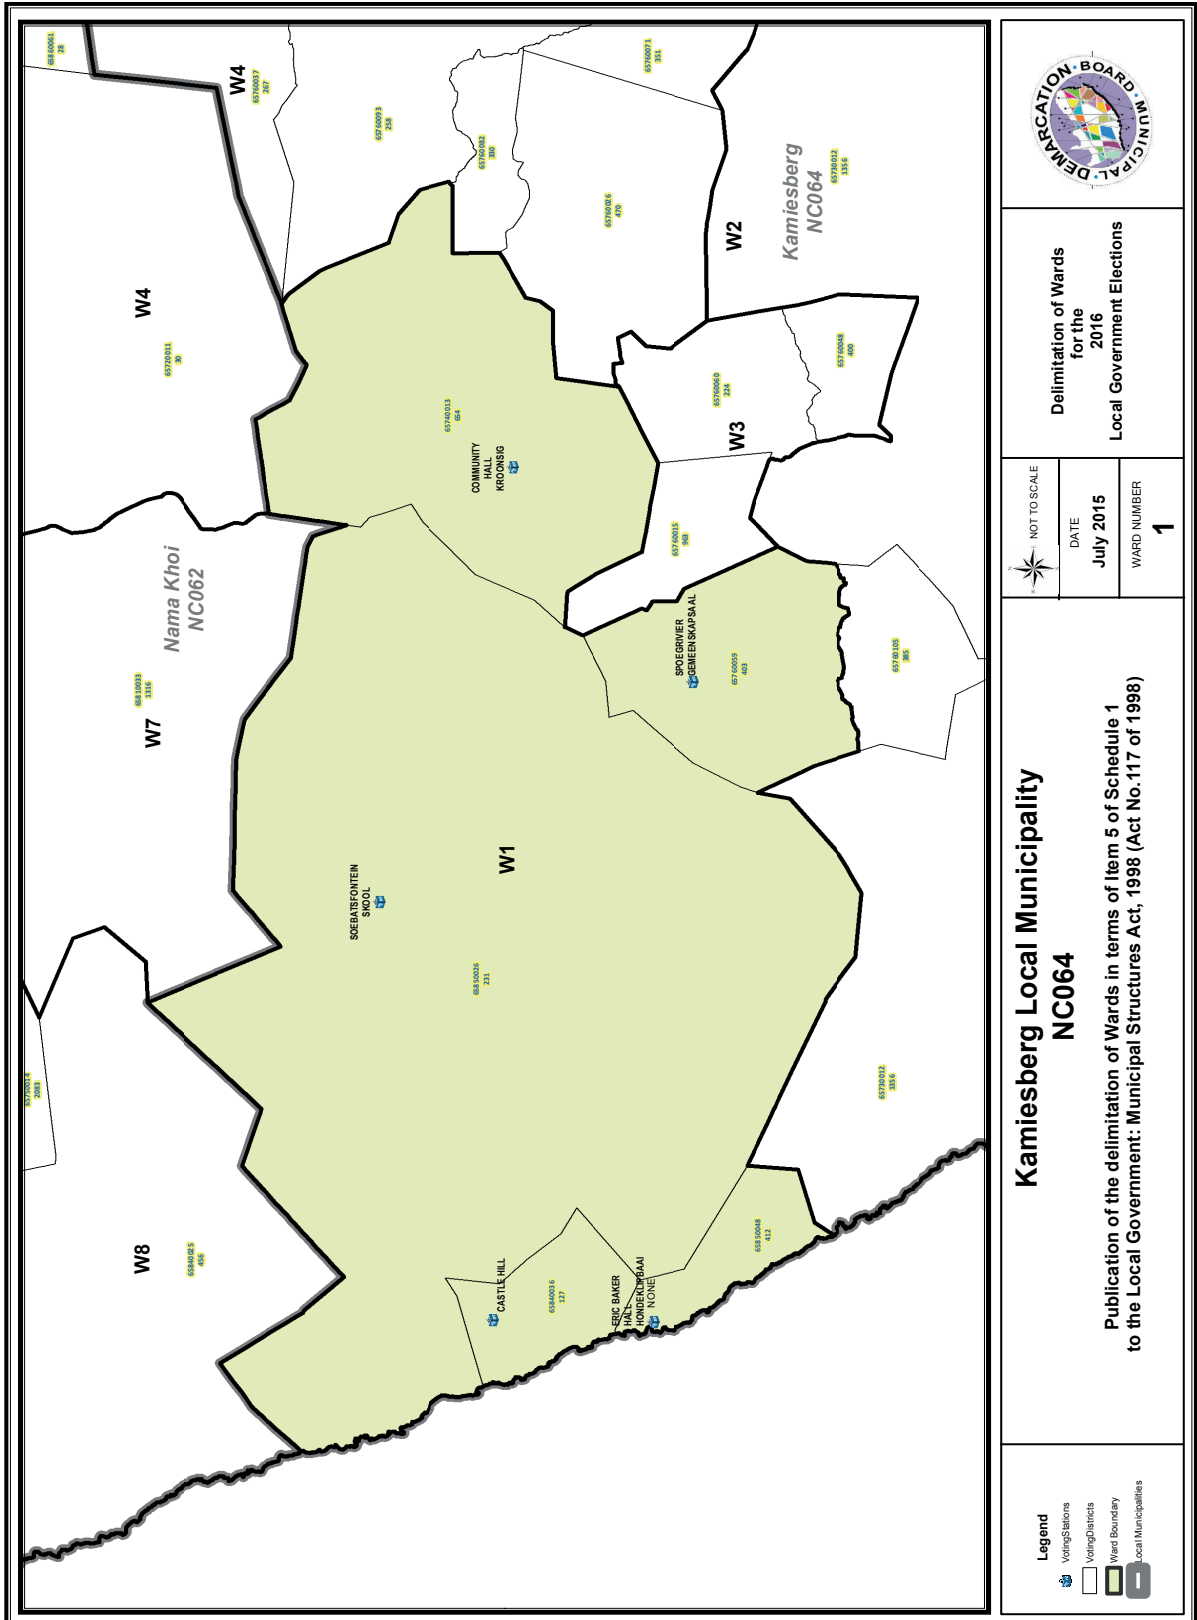 65860061
28
W4
65760037
267
65760093
258
65760082
330
65760071
351
65760026
470
W2
Kamiesberg
NC064
65730012
1356
W4
65720011
30
65740013
654
COMMUNITY
HALL
KROONSIG
65760060
224
65760048
400
W3
65760015
963
Nama Khoi
NC062
65810033
1316
W7
SPOEGRIVIER
GEMEENSKAPSAAL
65760059
403
65760105
385
SOEBATSFONTEIN
SKOOL
W1
65850026
231
65750014
2083
65730012
1356
W8
65840025
456
CASTLE HILL
65840036
127
ERIC BAKER
HALL
HONDEKLIPBAAI
NONE
65850048
412
Legend
VotingStations
VotingDistricts
Ward Boundary
Local Municipalities
Kamiesberg Local Municipality
NC064
Publication of the delimitation of Wards in terms of Item 5 of Schedule 1
to the Local Government: Municipal Structures Act, 1998 (Act No.117 of 1998)
NOT TO SCALE
DATE
July 2015
WARD NUMBER
1
Delimitation of Wards
for the
2016
Local Government Elections
MUNICIPAL • DEMARCATION • BOARD •